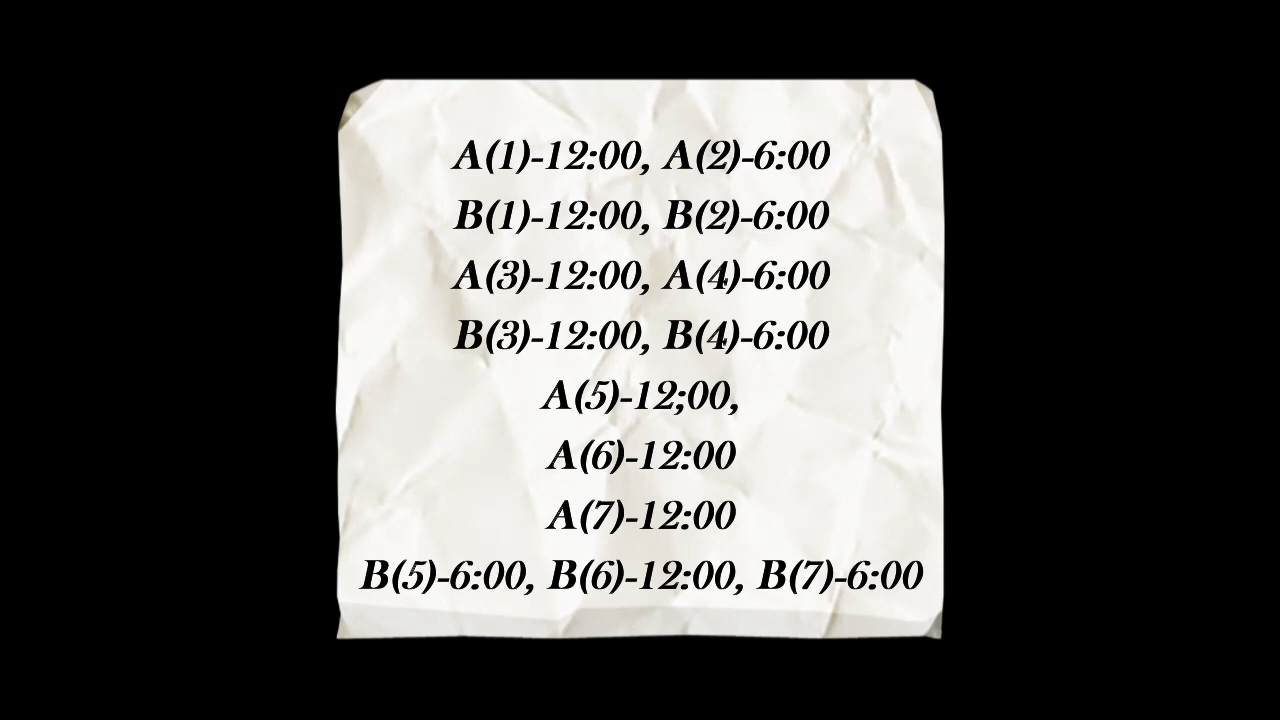 A(1)-12:00, A(2)-6:00
B(1)-12:00, B(2)-6:00
A(3)-12:00, A(4)-6:00
B(3)-12:00, B(4)-6:00
A(5)-12;00,
A(6)-12:00
A(7)-12:00
B(5)-6:00, B(6)-12:00, B(7)-6:00